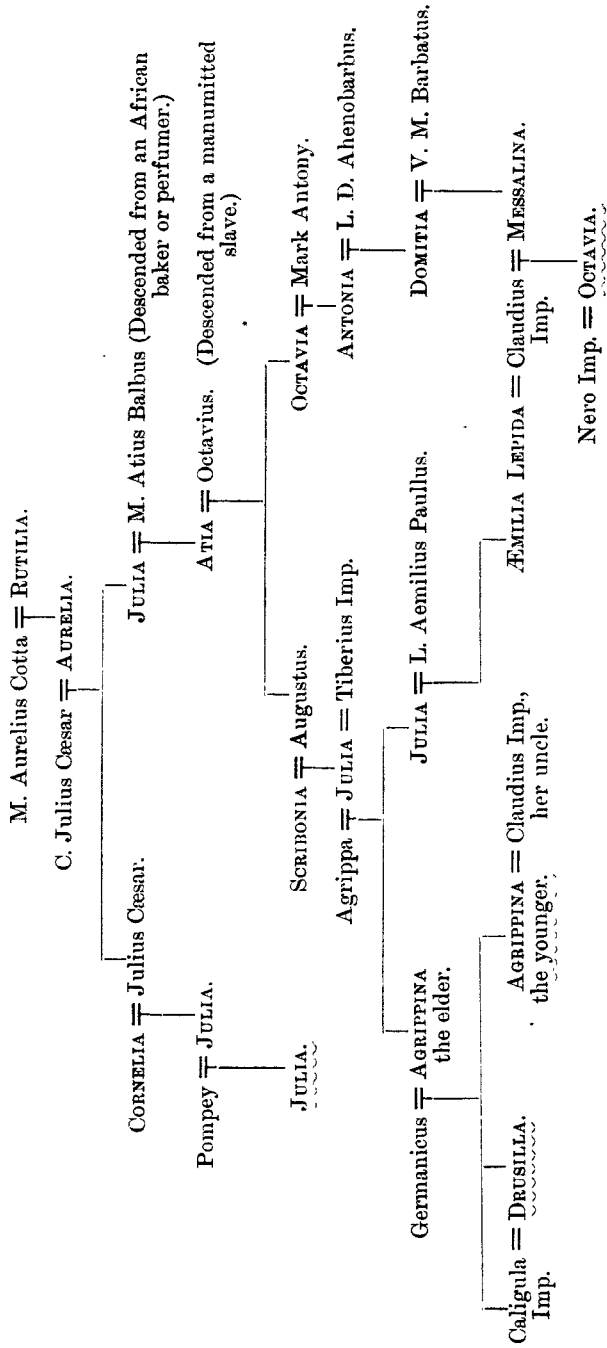 M. Aurelius Cotta = RUTILIA.
C. Julius Cæsar = AURELIA.
CORNELIA = Julius Cæsar.
JULIA = M. Atius Balbus (Descended from an African
baker or perfumer.)
Pompey = JULIA.
ATIA = Octavius. (Descended from a manumitted
slave.)
JULIA.
SCRIBONIA = Augustus.
OCTAVIA = Mark Antony.
Agrippa = JULIA = Tiberius Imp.
ANTONIA = L. D. Ahenobarbus.
Germanicus = AGRIPPINA
the elder.
JULIA = L. Aemilius Paullus.
DOMITIA = V. M. Barbatus.
Caligula = DRUSILLA.
Imp.
AGRIPPINA = Claudius Imp.,
the younger. her uncle.
ÆMILIA LEPIDA = Claudius = MESSALINA.
Imp.
Nero Imp. = OCTAVIA.